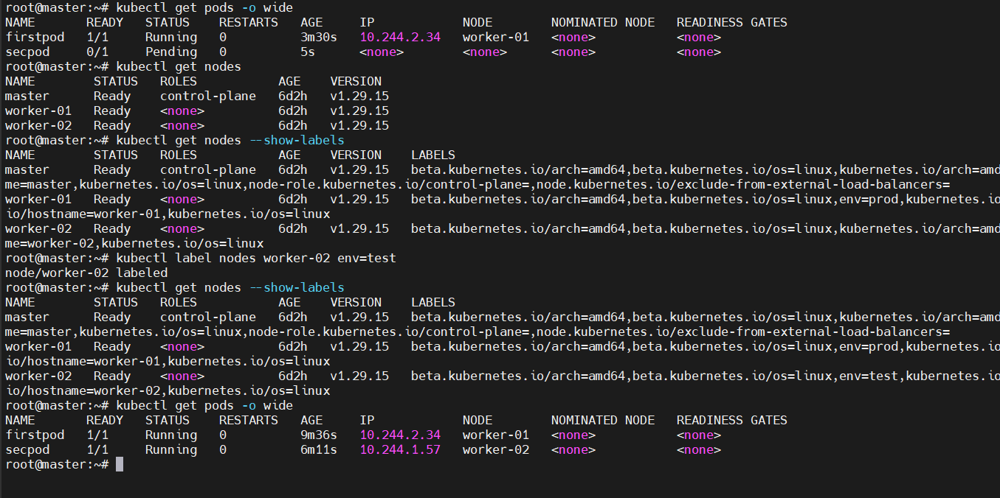 root@master:~# kubectl get pods -o wide
NAME       READY   STATUS    RESTARTS   AGE     IP            NODE        NOMINATED NODE   READINESS GATES
firstpod   1/1     Running   0          3m30s   10.244.2.34   worker-01   <none>           <none>
secpod     0/1     Pending   0          5s      <none>        <none>      <none>           <none>
root@master:~# kubectl get nodes
NAME        STATUS   ROLES           AGE    VERSION
master      Ready    control-plane   6d2h   v1.29.15
worker-01   Ready    <none>          6d2h   v1.29.15
worker-02   Ready    <none>          6d2h   v1.29.15
root@master:~# kubectl get nodes --show-labels
NAME        STATUS   ROLES           AGE    VERSION    LABELS
master      Ready    control-plane   6d2h   v1.29.15   beta.kubernetes.io/arch=amd64,beta.kubernetes.io/os=linux,kubernetes.io/arch=amd
me=master,kubernetes.io/os=linux,node-role.kubernetes.io/control-plane=,node.kubernetes.io/exclude-from-external-load-balancers=
worker-01   Ready    <none>          6d2h   v1.29.15   beta.kubernetes.io/arch=amd64,beta.kubernetes.io/os=linux,env=prod,kubernetes.io
io/hostname=worker-01,kubernetes.io/os=linux
worker-02   Ready    <none>          6d2h   v1.29.15   beta.kubernetes.io/arch=amd64,beta.kubernetes.io/os=linux,kubernetes.io/arch=amd
me=worker-02,kubernetes.io/os=linux
root@master:~# kubectl label nodes worker-02 env=test
node/worker-02 labeled
root@master:~# kubectl get nodes --show-labels
NAME        STATUS   ROLES           AGE    VERSION    LABELS
master      Ready    control-plane   6d2h   v1.29.15   beta.kubernetes.io/arch=amd64,beta.kubernetes.io/os=linux,kubernetes.io/arch=amd
me=master,kubernetes.io/os=linux,node-role.kubernetes.io/control-plane=,node.kubernetes.io/exclude-from-external-load-balancers=
worker-01   Ready    <none>          6d2h   v1.29.15   beta.kubernetes.io/arch=amd64,beta.kubernetes.io/os=linux,env=prod,kubernetes.io
io/hostname=worker-01,kubernetes.io/os=linux
worker-02   Ready    <none>          6d2h   v1.29.15   beta.kubernetes.io/arch=amd64,beta.kubernetes.io/os=linux,env=test,kubernetes.io
io/hostname=worker-02,kubernetes.io/os=linux
root@master:~# kubectl get pods -o wide
NAME       READY   STATUS    RESTARTS   AGE     IP            NODE        NOMINATED NODE   READINESS GATES
firstpod   1/1     Running   0          9m36s   10.244.2.34   worker-01   <none>           <none>
secpod     1/1     Running   0          6m11s   10.244.1.57   worker-02   <none>           <none>
root@master:~#